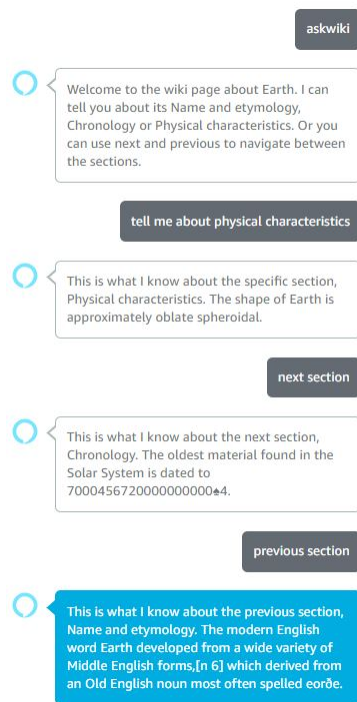 askwiki
Welcome to the wiki page about Earth. I can
tell you about its Name and etymology,
Chronology or Physical characteristics. Or you
can use next and previous to navigate between
the sections.
tell me about physical characteristics
This is what I know about the specific section,
Physical characteristics. The shape of Earth is
approximately oblate spheroidal.
next section
This is what I know about the next section,
Chronology. The oldest material found in the
Solar System is dated to
7000456720000000000♠4.
previous section
This is what I know about the previous section,
Name and etymology. The modern English
word Earth developed from a wide variety of
Middle English forms,[n 6] which derived from
an Old English noun most often spelled eorðe.